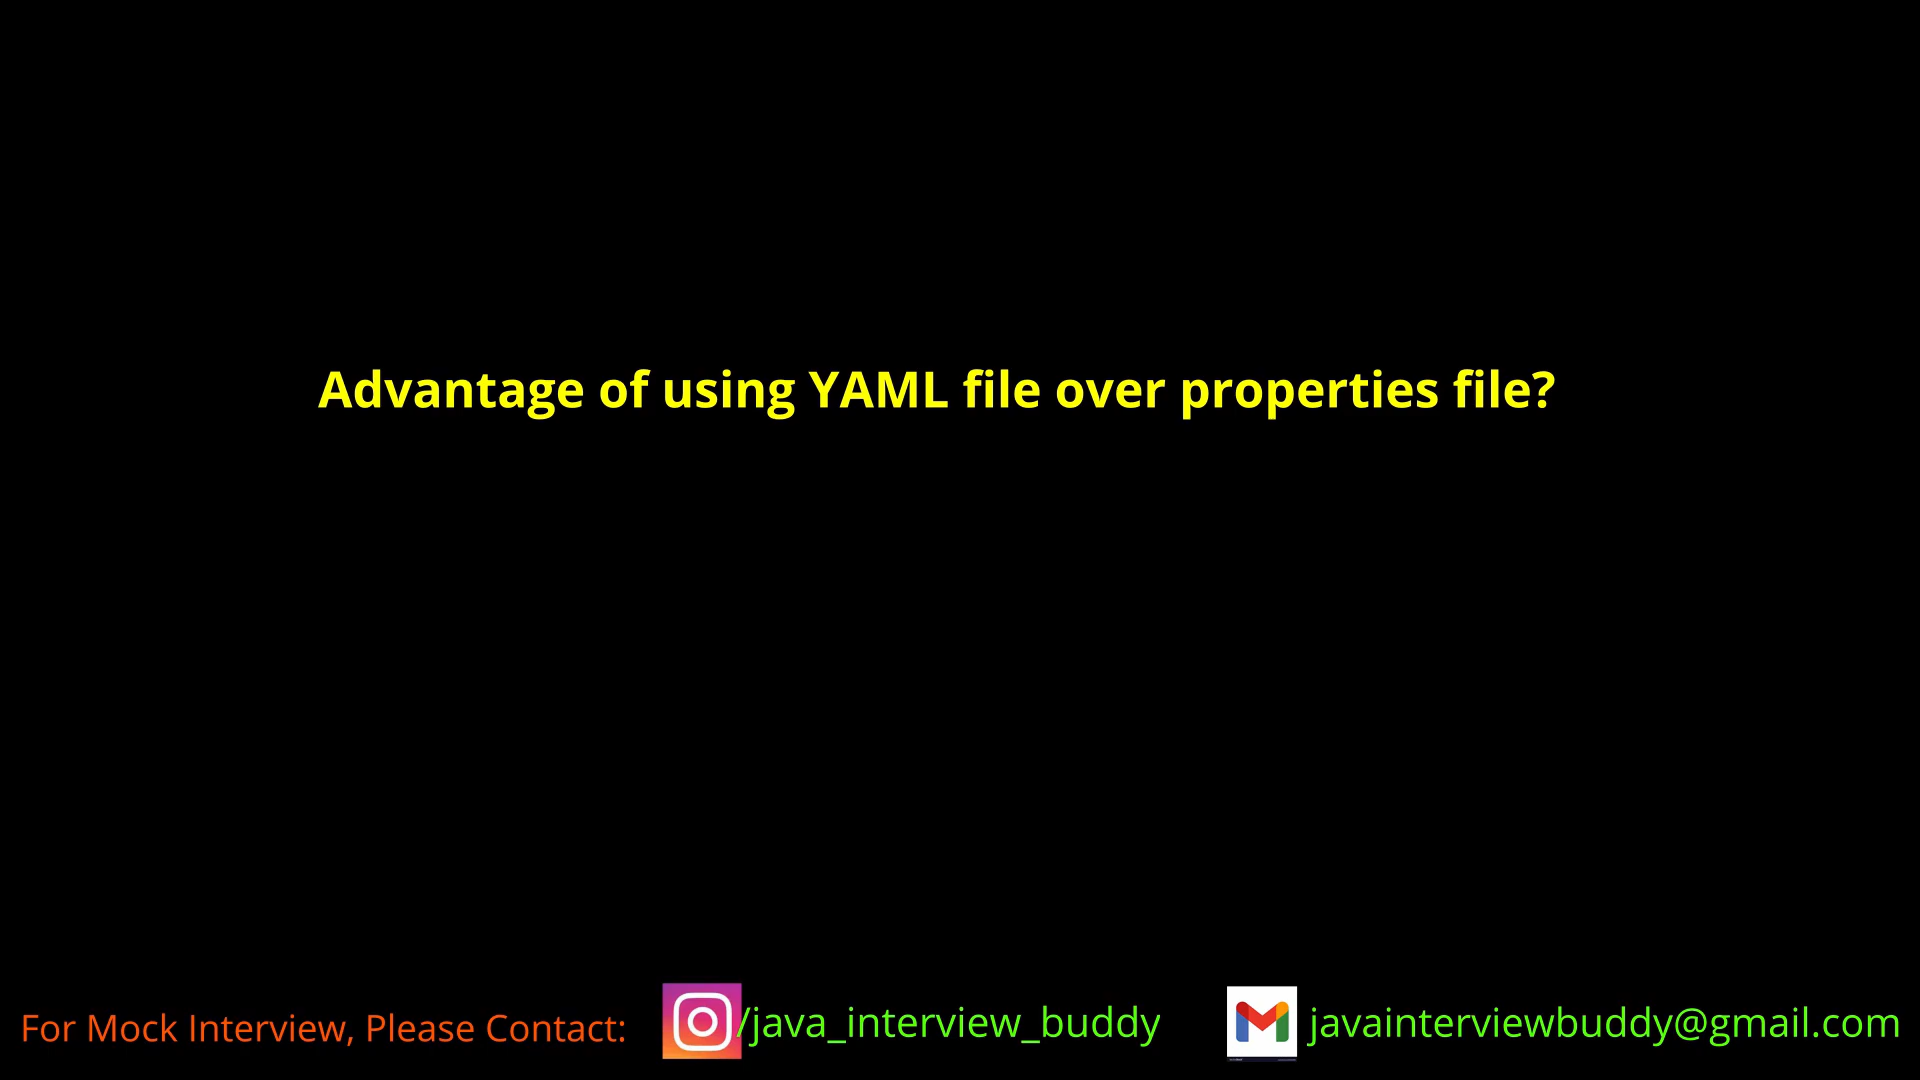 Advantage of using YAML file over properties file?
For Mock Interview, Please Contact: /java_interview_buddy javainterviewbuddy@gmail.com